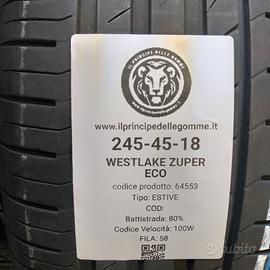 IL PRINCIPE DELLE GOMME
www.ilprincipedellegomme.it
245-45-18
WESTLAKE ZUPER
ECO
codice prodotto: 64553
Tipo: ESTIVE
COD:
Battistrada: 80%
Codice Velocità: 100W
FILA: 58
subito